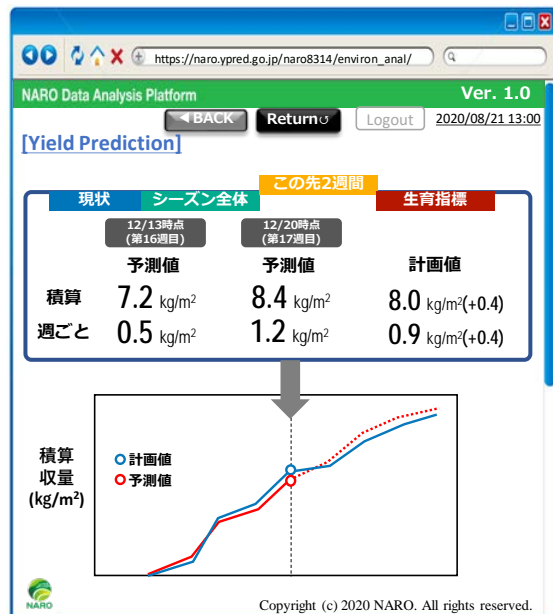 https://naro.ypred.go.jp/naro8314/environ_anal/
NARO Data Analysis Platform
Ver. 1.0
◀BACK
Return↺
Logout
2020/08/21 13:00
[Yield Prediction]
現状
シーズン全体
この先2週間
生育指標
12/13時点
(第16週目)
12/20時点
(第17週目)
予測値
予測値
計画値
積算
7.2 kg/m²
8.4 kg/m²
8.0 kg/m²(+0.4)
週ごと
0.5 kg/m²
1.2 kg/m²
0.9 kg/m²(+0.4)
積算
収量
(kg/m²)
計画値
予測値
NARO
Copyright (c) 2020 NARO. All rights reserved.